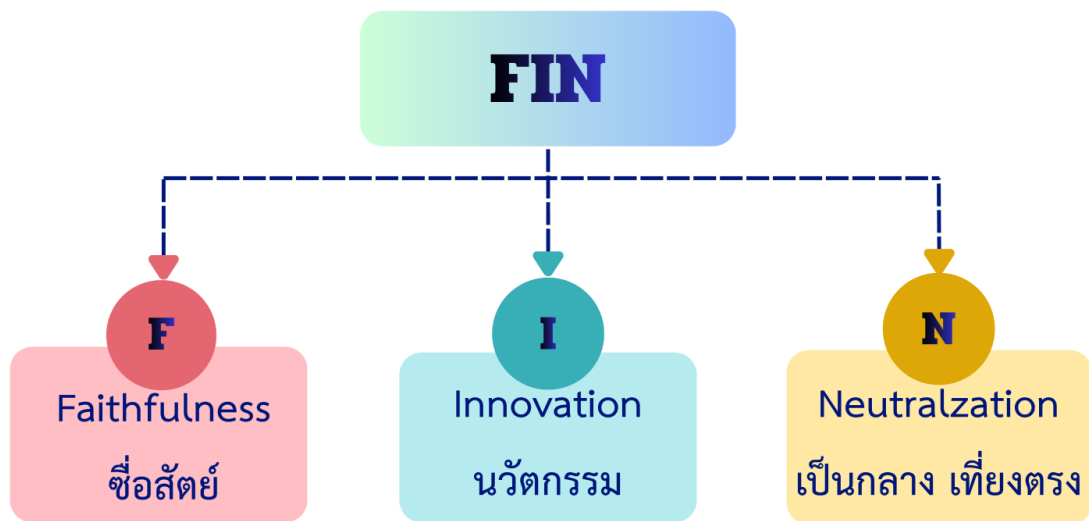 FIN
F
Faithfulness
ซื่อสัตย์
I
Innovation
นวัตกรรม
N
Neutralzation
เป็นกลาง เที่ยงตรง